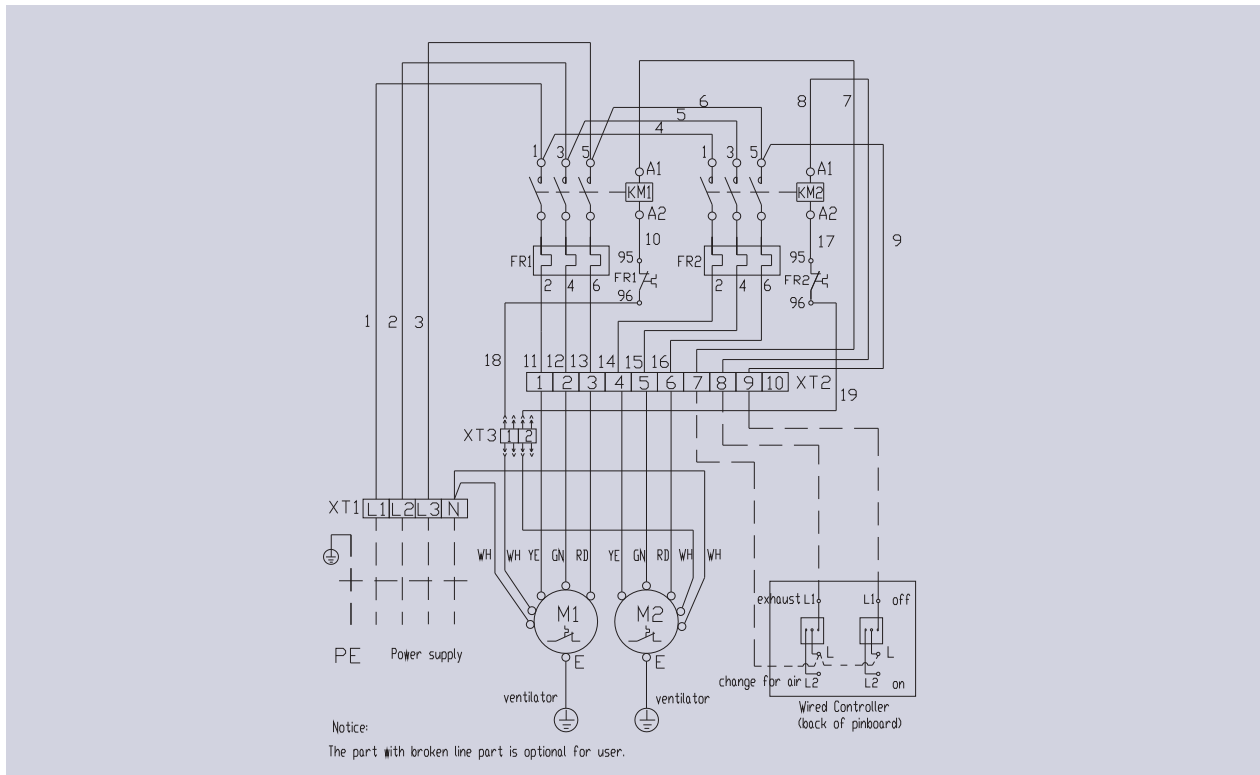 6
5
4
8
7
1
3
5
A1
1
3
5
A1
KM1
KM2
A2
A2
10
17
9
FR1
95
FR1
96
2
4
6
FR2
95
FR2
96
2
4
6
1
2
3
18
11
12
13
14
15
16
1
2
3
4
5
6
7
8
9
10
XT2
19
XT3
1
2
XT1
L1
L2
L3
N
WH
WH
YE
GN
RD
YE
GN
RD
WH
WH
M1
M2
exhaust
L1
L1
off
L
L
change for air
L2
L2
on
PE
Power supply
E
E
ventilator
ventilator
Wired Controller
(back of pinboard)
Notice:
The part with broken line part is optional for user.